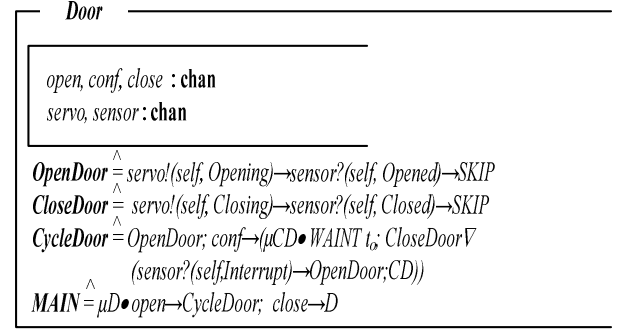 Door
open, conf, close : chan
servo, sensor : chan
OpenDoor ≙ servo!(self, Opening)→sensor?(self, Opened)→SKIP
CloseDoor ≙ servo!(self, Closing)→sensor?(self, Closed)→SKIP
CycleDoor ≙ OpenDoor; conf→(μCD● WAINT t₀; CloseDoor∇
(sensor?(self,Interrupt)→OpenDoor;CD))
MAIN ≙ μD●open→CycleDoor; close→D